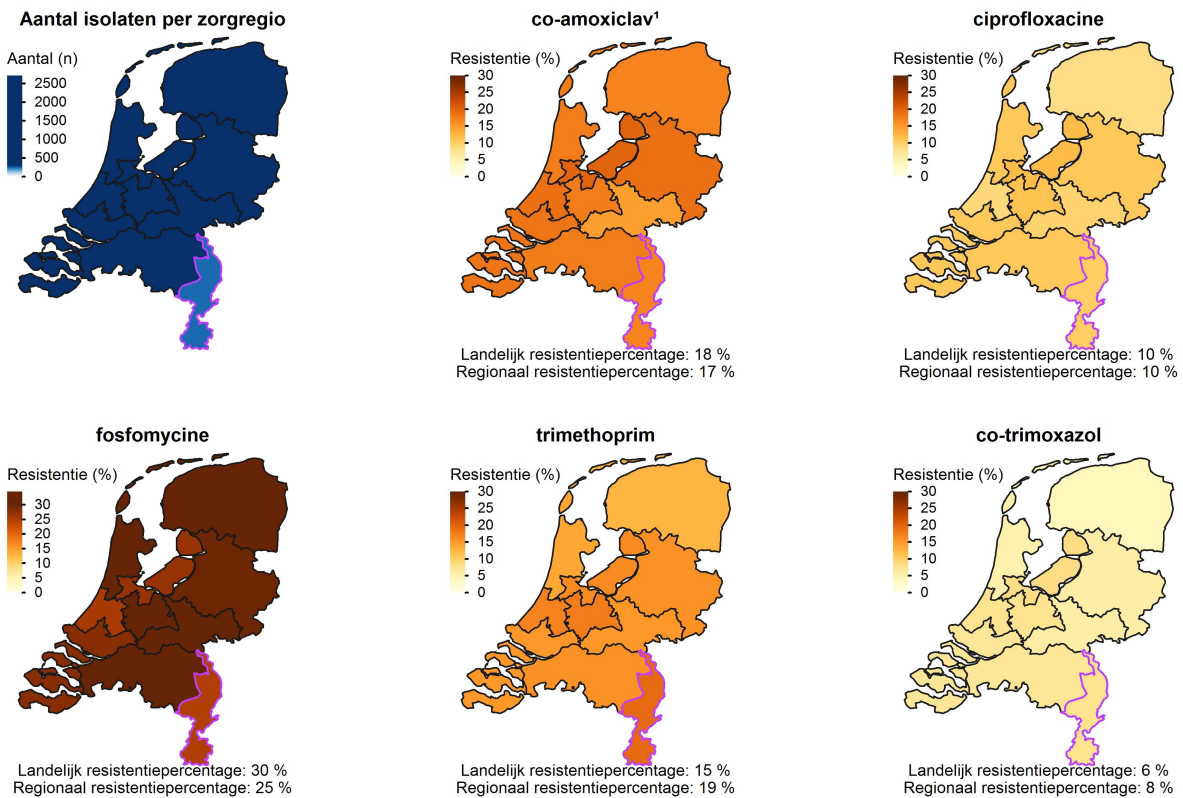 Aantal isolaten per zorgregio
Aantal (n)
2500
2000
1500
1000
500
0
co-amoxiclav¹
Resistentie (%)
30
25
20
15
10
5
0
Landelijk resistentiepercentage: 18 %
Regionaal resistentiepercentage: 17 %
ciprofloxacine
Resistentie (%)
30
25
20
15
10
5
0
Landelijk resistentiepercentage: 10 %
Regionaal resistentiepercentage: 10 %
fosfomycine
Resistentie (%)
30
25
20
15
10
5
0
Landelijk resistentiepercentage: 30 %
Regionaal resistentiepercentage: 25 %
trimethoprim
Resistentie (%)
30
25
20
15
10
5
0
Landelijk resistentiepercentage: 15 %
Regionaal resistentiepercentage: 19 %
co-trimoxazol
Resistentie (%)
30
25
20
15
10
5
0
Landelijk resistentiepercentage: 6 %
Regionaal resistentiepercentage: 8 %